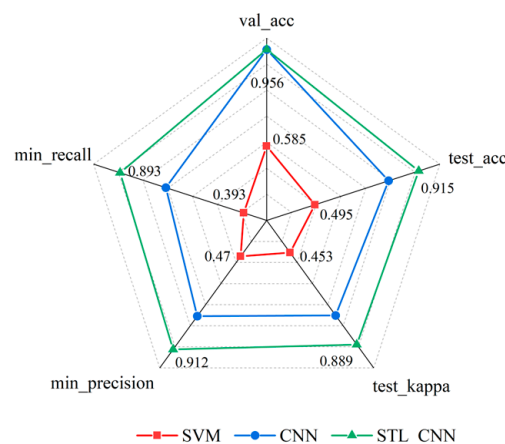 val_acc
0.956
0.585
min_recall
test_acc
0.893
0.915
0.393
0.495
0.47
0.453
0.912
0.889
min_precision
test_kappa
SVM CNN STL_CNN